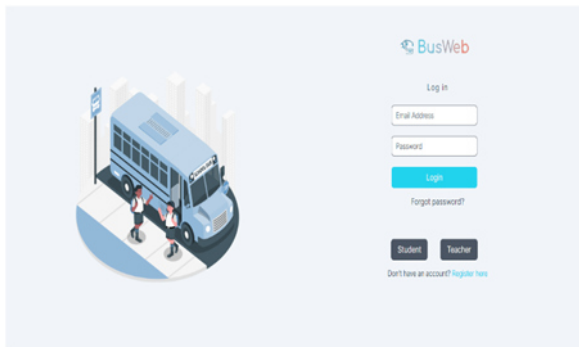 BusWeb
Log in
Email Address
Password
Login
Forgot password?
Student Teacher
Don't have an account? Register here